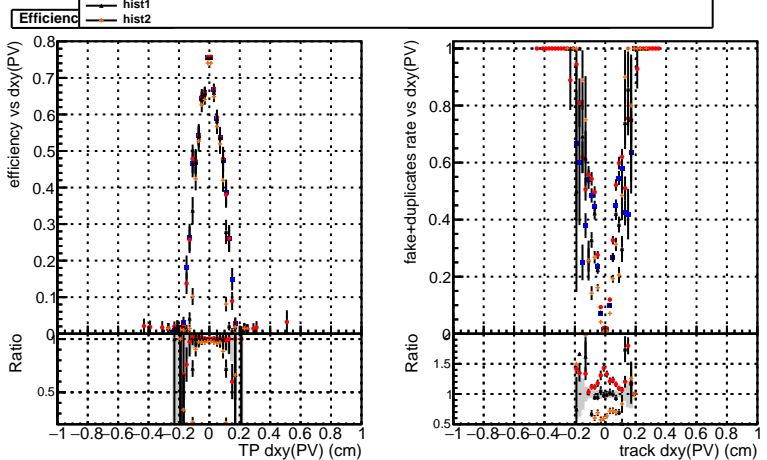 hist1
hist2
Efficienc
efficiency vs dxy(PV)
0.8
0.7
0.6
0.5
0.4
0.3
0.2
0.1
0
Ratio
1
0.5
−1 −0.8 −0.6 −0.4 −0.2 0 0.2 0.4 0.6 0.8 1
TP dxy(PV) (cm)
fake+duplicates rate vs dxy(PV)
1
0.8
0.6
0.4
0.2
0
Ratio
2
1.5
1
0.5
−1 −0.8 −0.6 −0.4 −0.2 0 0.2 0.4 0.6 0.8 1
track dxy(PV) (cm)